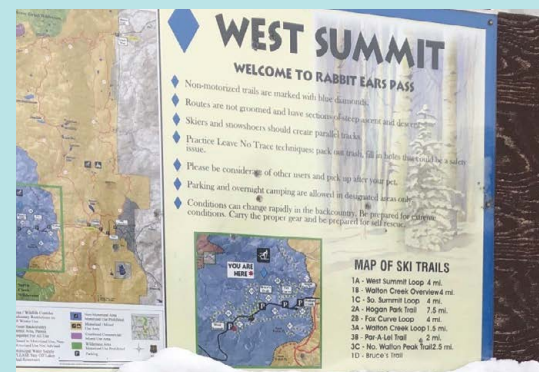 WEST SUMMIT
WELCOME TO RABBIT EARS PASS
Non-motorized trails are marked with blue diamonds.
Routes are not groomed and have sections of steep ascent and descent.
Skiers and snowshoers should create parallel tracks.
Practice Leave No Trace techniques: pack out trash, fill in holes that could be a safety
issue.
Please be considerate of other users and pick up after your pet.
Parking and overnight camping are allowed in designated areas only.
Conditions can change rapidly in the backcountry. Be prepared for extreme
conditions. Carry the proper gear and be prepared for self rescue.
YOU ARE
HERE
MAP OF SKI TRAILS
1A - West Summit Loop 4 mi.
1B - Walton Creek Overview 4 mi.
1C - So. Summit Loop 4 mi.
2A - Hogan Park Trail 7.5 mi.
2B - Fox Curve Loop 4 mi.
3A - Walton Creek Loop 1.6 mi.
3B - Par-A-Lel Trail 2 mi.
3C - No. Walton Peak Trail 2.5 mi.
1D - Bruce's Trail